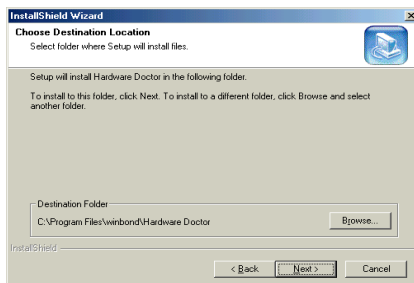 InstallShield Wizard
Choose Destination Location
Select folder where Setup will install files.
Setup will install Hardware Doctor in the following folder.
To install to this folder, click Next. To install to a different folder, click Browse and select
another folder.
Destination Folder
C:\Program Files\winbond\Hardware Doctor
Browse...
InstallShield
< Back
Next >
Cancel